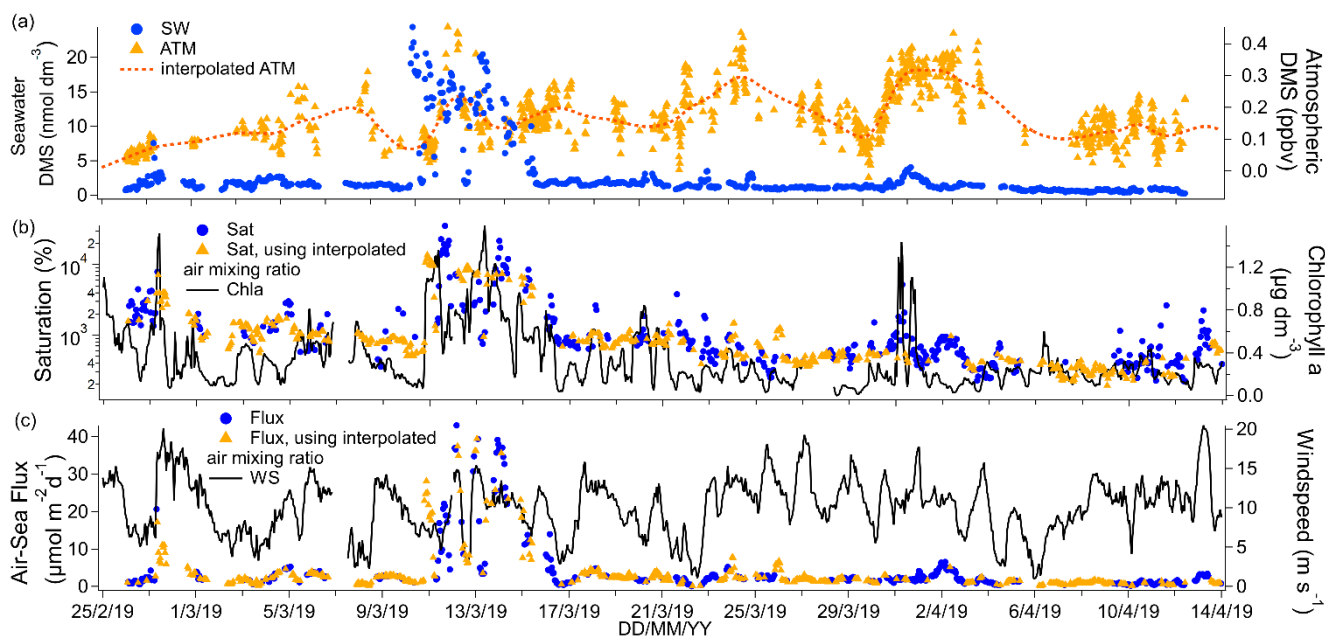 (a)
SW
ATM
interpolated ATM
Seawater
DMS (nmol dm⁻³)
20
15
10
5
0
0.4
0.3
0.2
0.1
0.0
Atmospheric
DMS (ppbv)
(b)
Sat
Sat, using interpolated
air mixing ratio
Chla
Saturation (%)
2
10⁴
4
2
10³
4
2
1.2
0.8
0.4
0.0
Chlorophyll a
(µg dm⁻³)
(c)
Flux
Flux, using interpolated
air mixing ratio
WS
Air-Sea Flux
(µmol m⁻²d⁻¹)
40
30
20
10
0
20
15
10
5
0
Windspeed (m s⁻¹)
25/2/19 1/3/19 5/3/19 9/3/19 13/3/19 17/3/19 21/3/19 25/3/19 29/3/19 2/4/19 6/4/19 10/4/19 14/4/19
DD/MM/YY